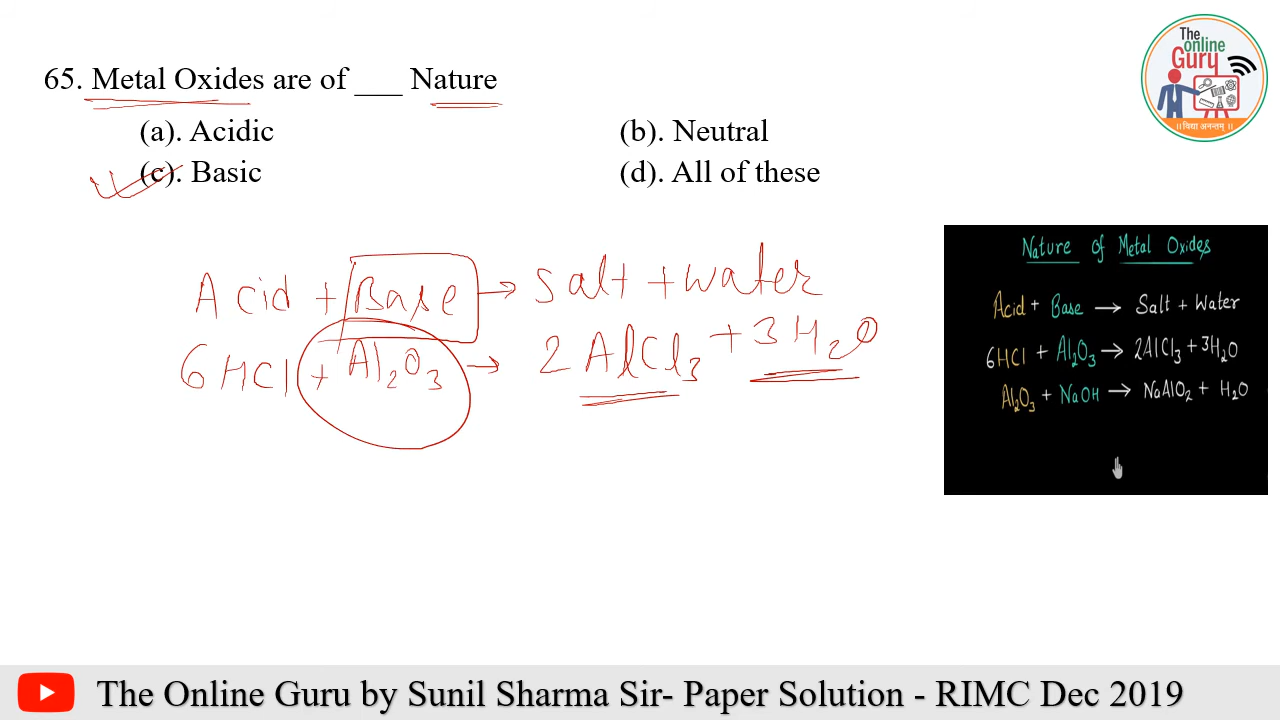 The
online
Guru
।। विद्या अनन्तम् ।।
65. Metal Oxides are of ___ Nature
(a). Acidic (b). Neutral
(c). Basic (d). All of these
Acid + Base → Salt + water
6HCl + Al₂O₃ → 2AlCl₃ + 3H₂O
Nature of Metal Oxides
Acid + Base → Salt + Water
6HCl + Al₂O₃ → 2AlCl₃ + 3H₂O
Al₂O₃ + NaOH → NaAlO₂ + H₂O
The Online Guru by Sunil Sharma Sir- Paper Solution - RIMC Dec 2019